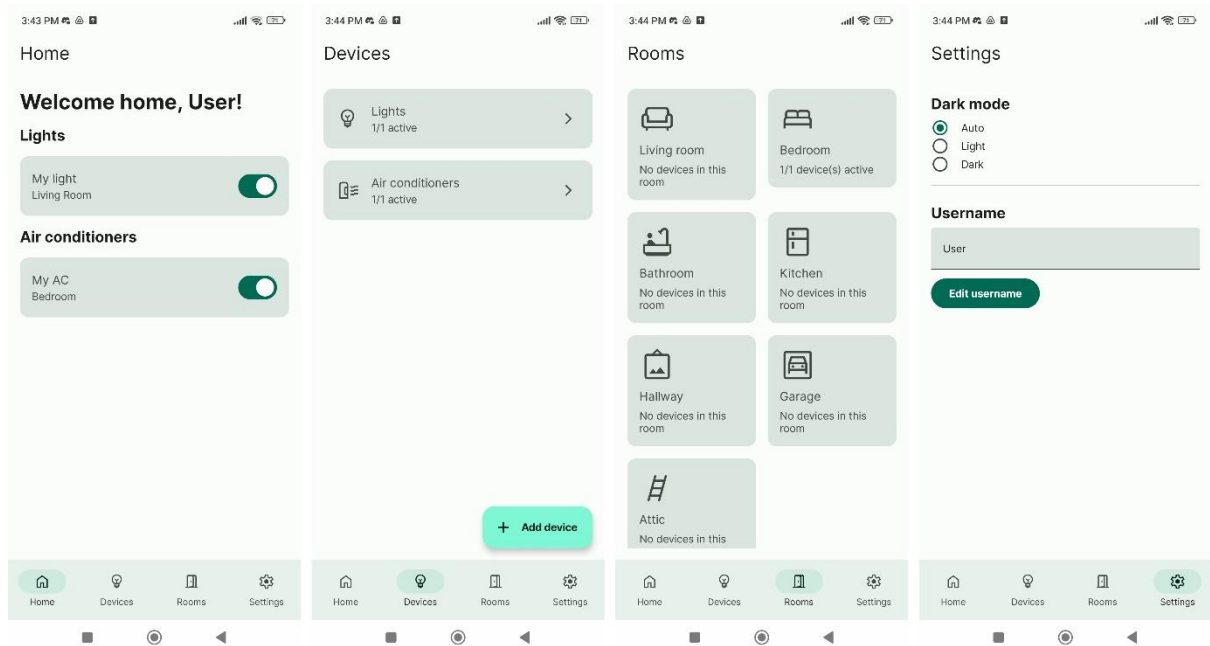 3:43 PM
71
Home
Welcome home, User!
Lights
My light
Living Room
Air conditioners
My AC
Bedroom
Home
Devices
Rooms
Settings
3:44 PM
71
Devices
Lights
1/1 active
Air conditioners
1/1 active
+ Add device
Home
Devices
Rooms
Settings
3:44 PM
71
Rooms
Living room
No devices in this
room
Bedroom
1/1 device(s) active
Bathroom
No devices in this
room
Kitchen
No devices in this
room
Hallway
No devices in this
room
Garage
No devices in this
room
Attic
No devices in this
Home
Devices
Rooms
Settings
3:44 PM
71
Settings
Dark mode
Auto
Light
Dark
Username
User
Edit username
Home
Devices
Rooms
Settings